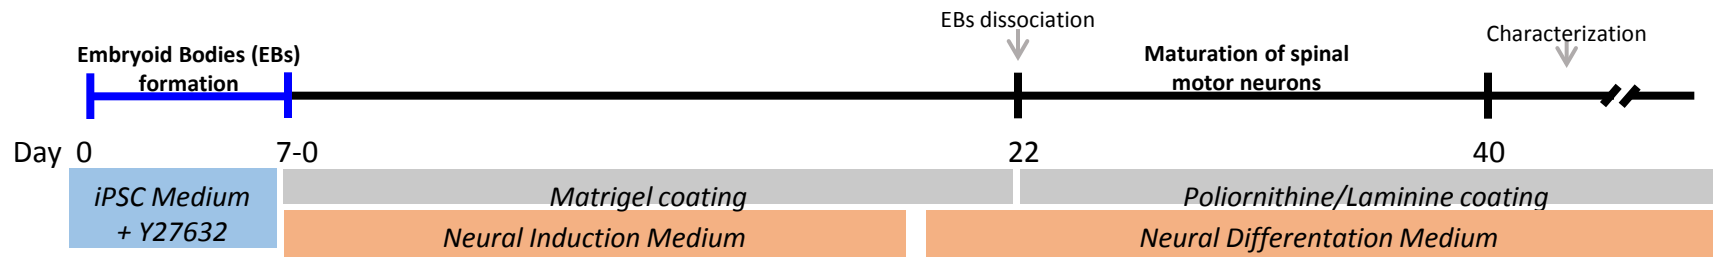 EBs dissociation
Embryoid Bodies (EBs)
formation
Maturation of spinal
motor neurons
Characterization
Day 0 7-0 22 40
iPSC Medium
+ Y27632
Matrigel coating
Poliornithine/Laminine coating
Neural Induction Medium
Neural Differentation Medium